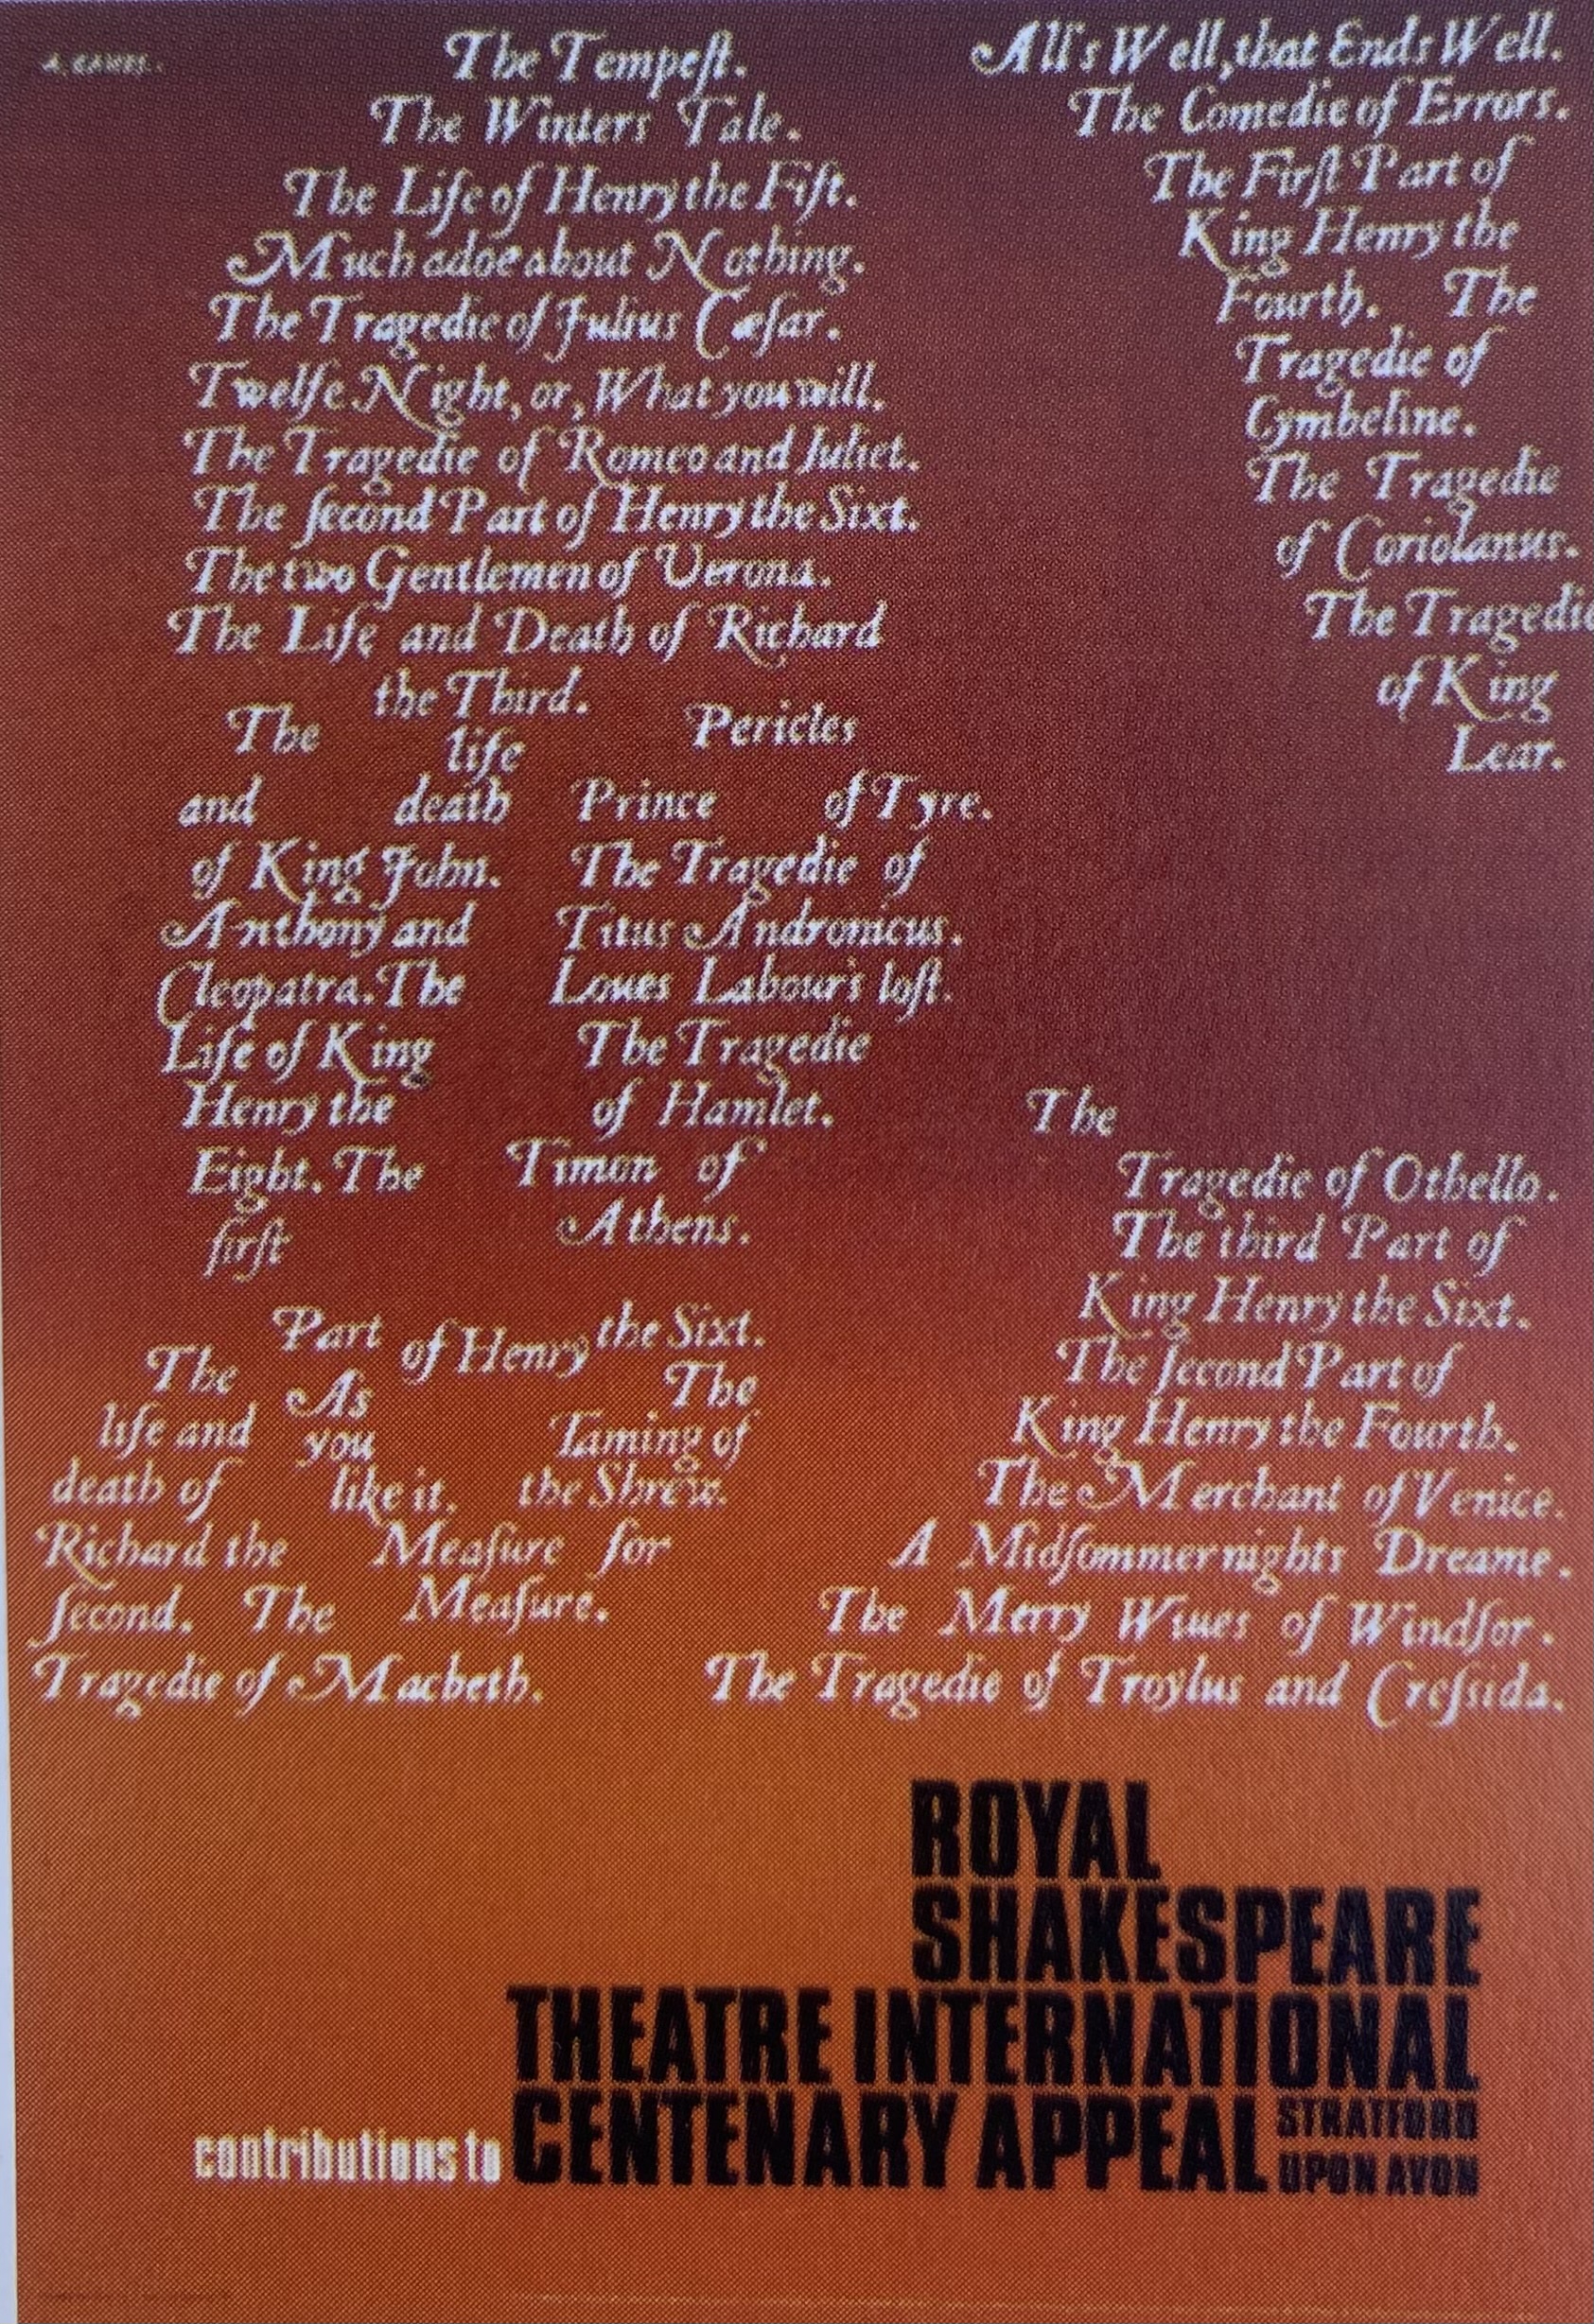 A. GAMES.
The Tempeſt.
The Winters Tale.
The Life of Henry the Fift.
Much adoe about Nothing.
The Tragedie of Julius Cæſar.
Twelfe Night, or, What you will.
The Tragedie of Romeo and Juliet.
The ſecond Part of Henry the Sixt.
The two Gentlemen of Verona.
The Life and Death of Richard
the Third.
The life
and death
of King John.
Anthony and
Cleopatra. The
Life of King
Henry the
Eight. The
firſt
Part of Henry the Sixt.
Pericles
Prince of Tyre.
The Tragedie of
Titus Andronicus.
Loues Labour's loſt.
The Tragedie
of Hamlet.
Timon of
Athens.
The
life and
death of
Richard the
ſecond. The
Tragedie of Macbeth.
As
you
like it.
The
Taming of
the Shrew.
Meaſure for
Meaſure.
All's Well, that Ends Well.
The Comedie of Errors.
The Firſt Part of
King Henry the
Fourth. The
Tragedie of
Cymbeline.
The Tragedie
of Coriolanus.
The Tragedie
of King
Lear.
The
Tragedie of Othello.
The third Part of
King Henry the Sixt.
The ſecond Part of
King Henry the Fourth.
The Merchant of Venice.
A Midſommer nights Dreame.
The Merry Wiues of Windſor.
The Tragedie of Troylus and Creſsida.
ROYAL
SHAKESPEARE
THEATRE INTERNATIONAL
contributions to CENTENARY APPEAL STRATFORD
UPON AVON